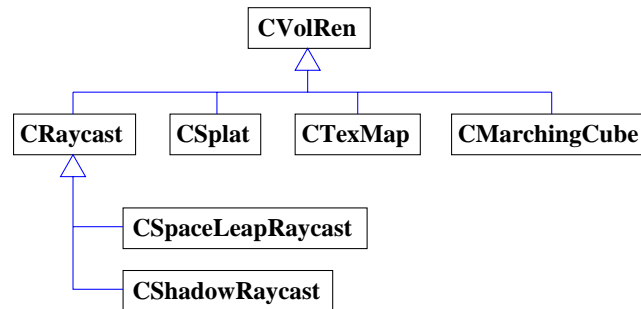 CVolRen
CRaycast
CSplat
CTexMap
CMarchingCube
CSpaceLeapRaycast
CShadowRaycast